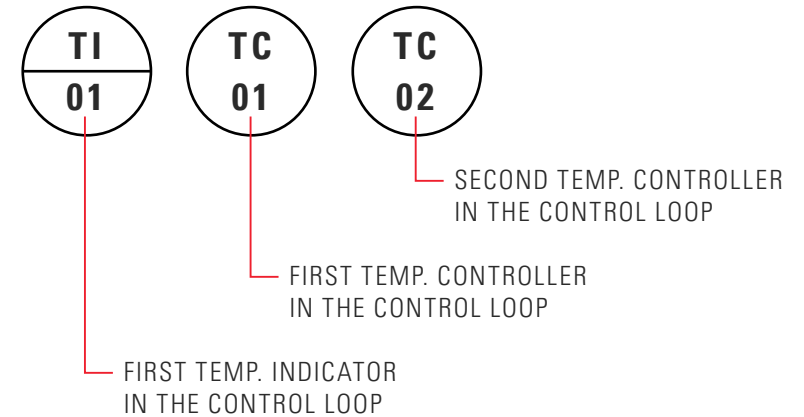 TI
01
TC
01
TC
02
SECOND TEMP. CONTROLLER
IN THE CONTROL LOOP
FIRST TEMP. CONTROLLER
IN THE CONTROL LOOP
FIRST TEMP. INDICATOR
IN THE CONTROL LOOP